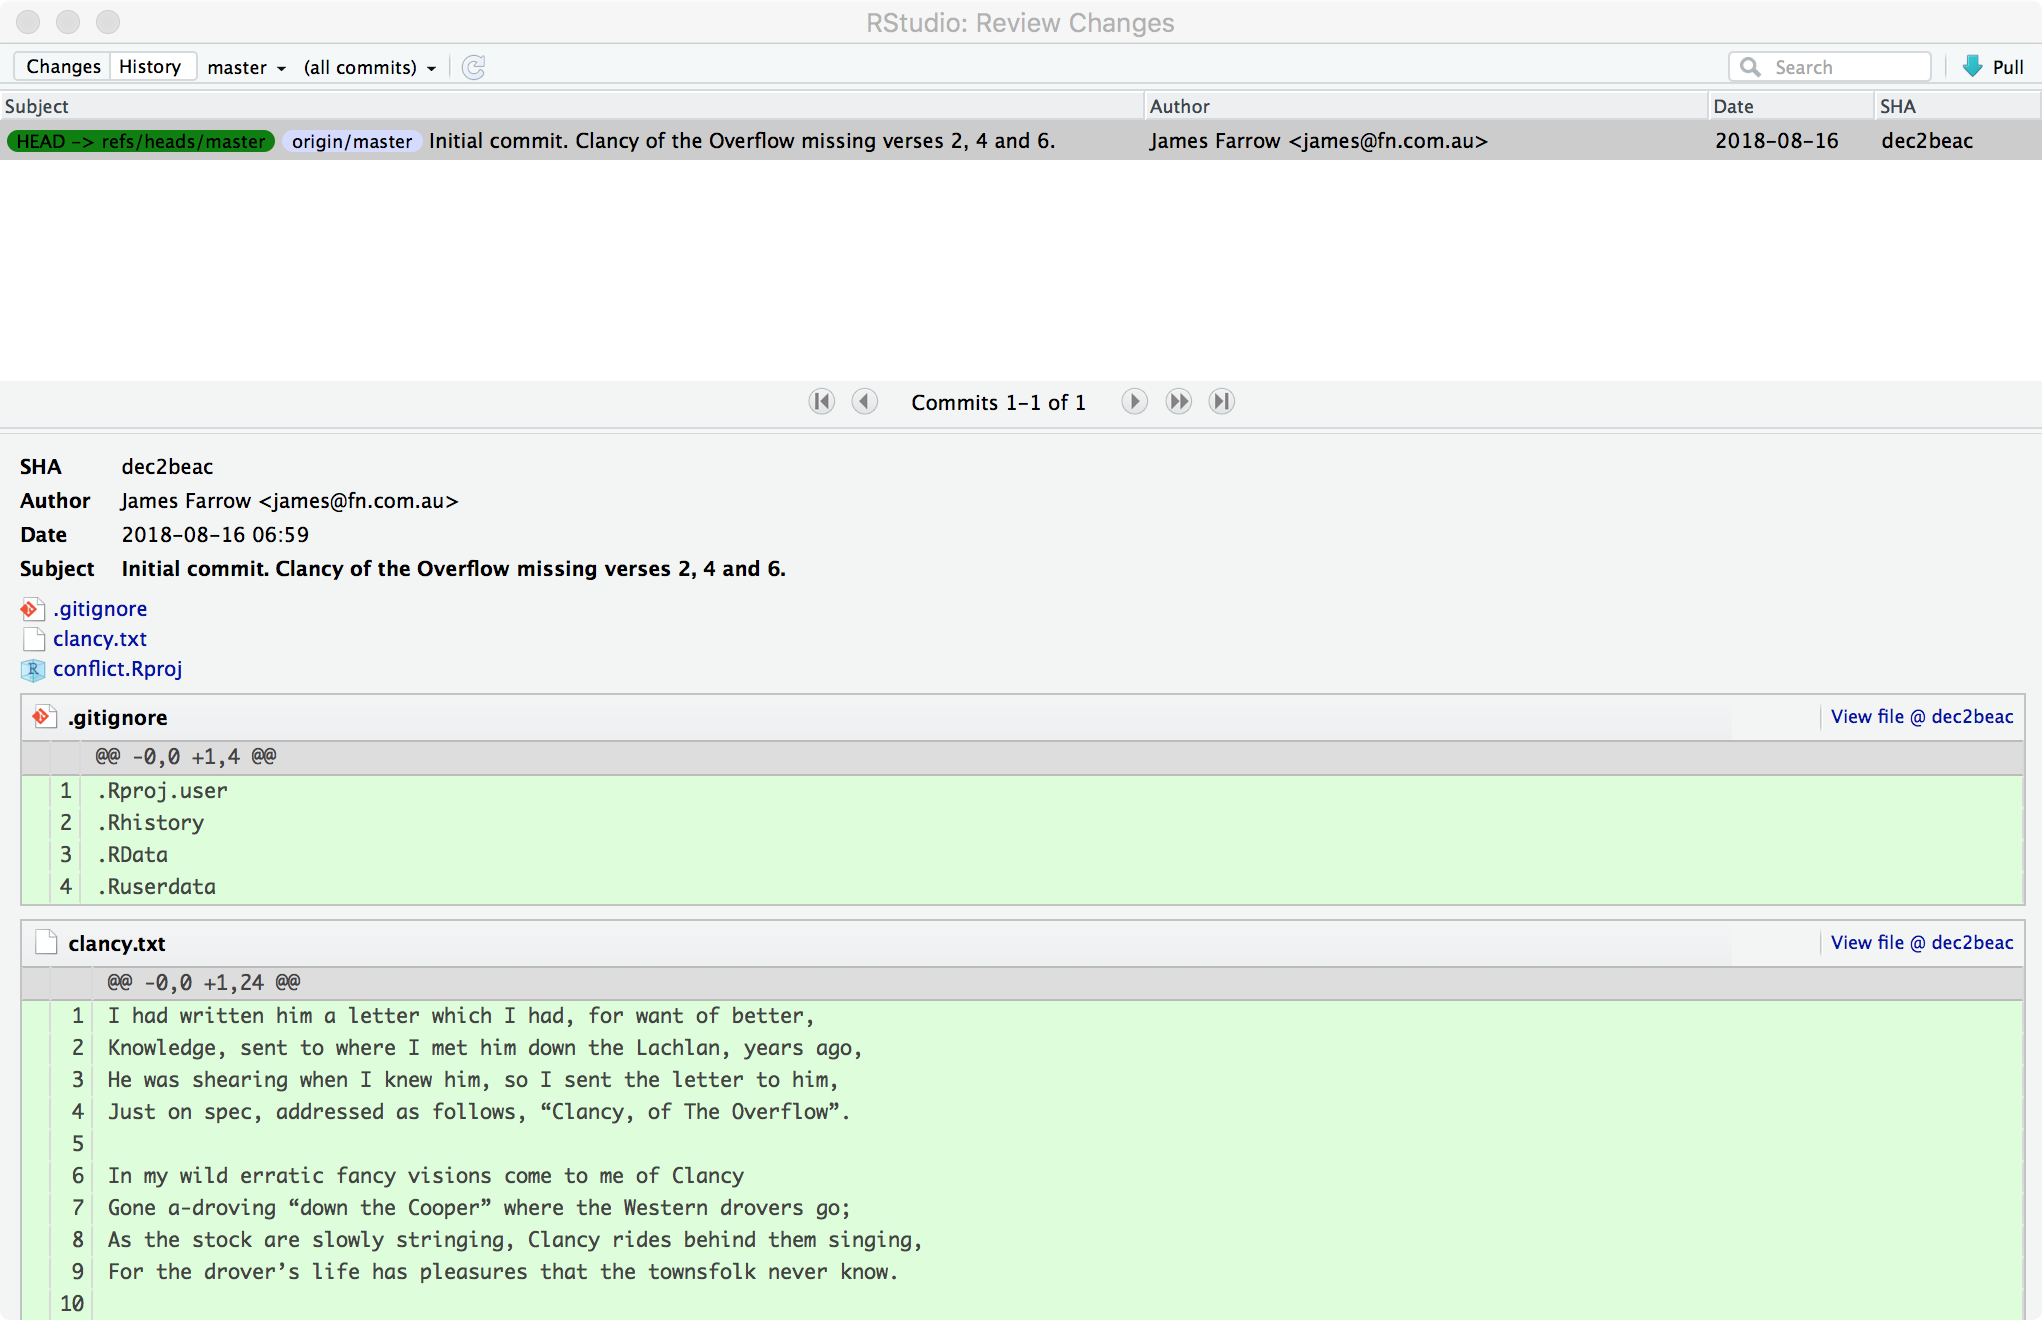 RStudio: Review Changes
Changes History master (all commits) Search Pull
Subject Author Date SHA
HEAD -> refs/heads/master origin/master Initial commit. Clancy of the Overflow missing verses 2, 4 and 6. James Farrow <james@fn.com.au> 2018-08-16 dec2beac
Commits 1-1 of 1
SHA dec2beac
Author James Farrow <james@fn.com.au>
Date 2018-08-16 06:59
Subject Initial commit. Clancy of the Overflow missing verses 2, 4 and 6.
.gitignore
clancy.txt
conflict.Rproj
.gitignore View file @ dec2beac
@@ -0,0 +1,4 @@
1 .Rproj.user
2 .Rhistory
3 .RData
4 .Ruserdata
clancy.txt View file @ dec2beac
@@ -0,0 +1,24 @@
1 I had written him a letter which I had, for want of better,
2 Knowledge, sent to where I met him down the Lachlan, years ago,
3 He was shearing when I knew him, so I sent the letter to him,
4 Just on spec, addressed as follows, “Clancy, of The Overflow”.
5
6 In my wild erratic fancy visions come to me of Clancy
7 Gone a-droving “down the Cooper” where the Western drovers go;
8 As the stock are slowly stringing, Clancy rides behind them singing,
9 For the drover’s life has pleasures that the townsfolk never know.
10